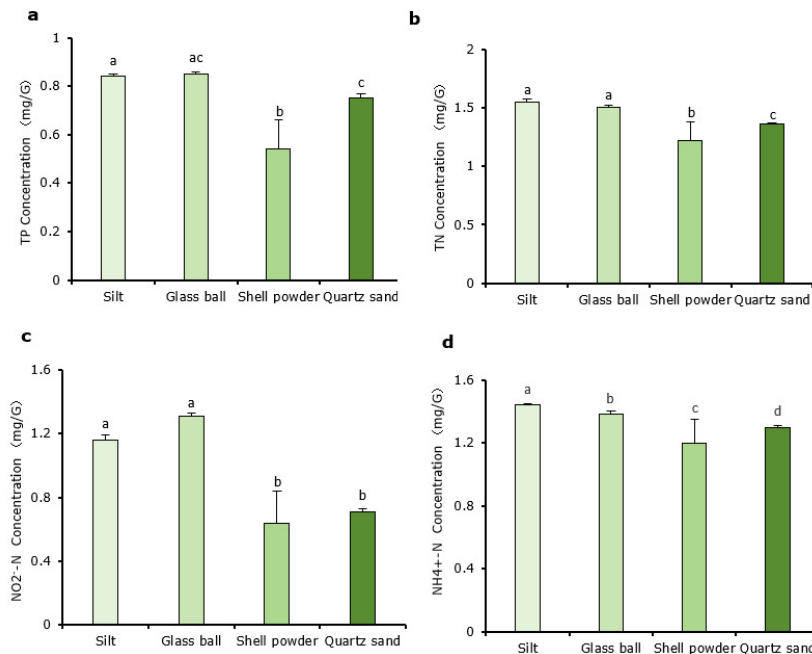 a
TP Concentration（mg/G）
1
0.8
0.6
0.4
0.2
0
a
ac
b
c
Silt
Glass ball
Shell powder
Quartz sand
b
TN Concentration（mg/G）
2
1.5
1
0.5
0
a
a
b
c
Silt
Glass ball
Shell powder
Quartz sand
c
NO2⁻-N Concentration（mg/G）
1.6
1.2
0.8
0.4
0
a
a
b
b
Silt
Glass ball
Shell powder
Quartz sand
d
NH4+-N Concentration（mg/G）
1.6
1.2
0.8
0.4
0
a
b
c
d
Silt
Glass ball
Shell powder
Quartz sand